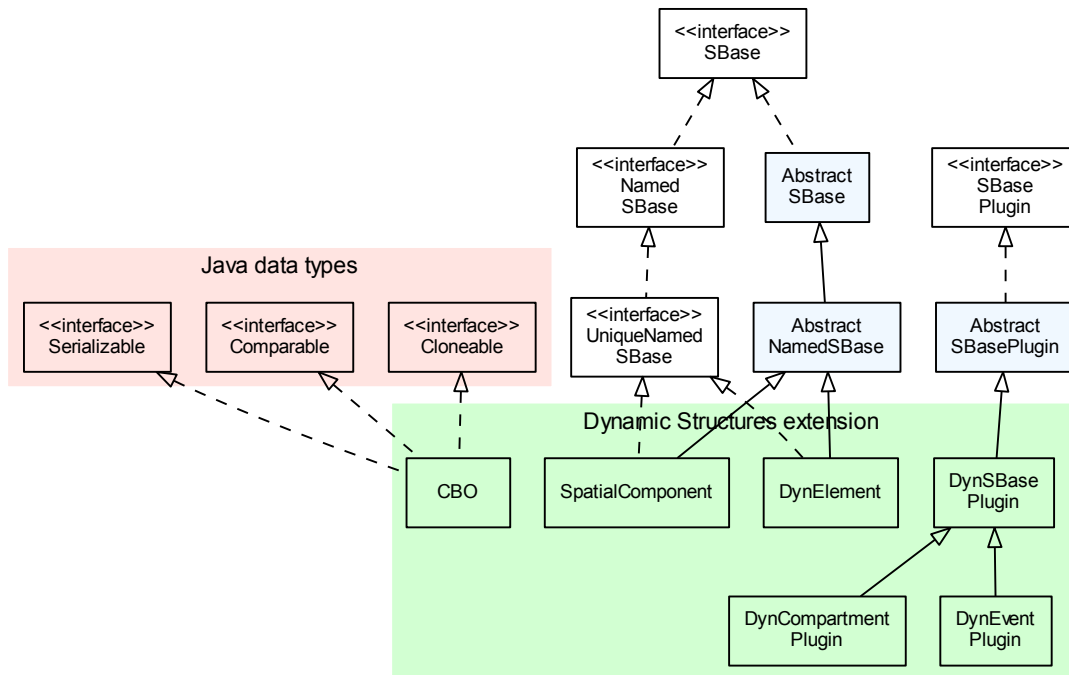 <<interface>>
SBase
<<interface>>
Named
SBase
Abstract
SBase
<<interface>>
SBase
Plugin
Java data types
<<interface>>
Serializable
<<interface>>
Comparable
<<interface>>
Cloneable
<<interface>>
UniqueNamed
SBase
Abstract
NamedSBase
Abstract
SBasePlugin
Dynamic Structures extension
CBO
SpatialComponent
DynElement
DynSBase
Plugin
DynCompartment
Plugin
DynEvent
Plugin